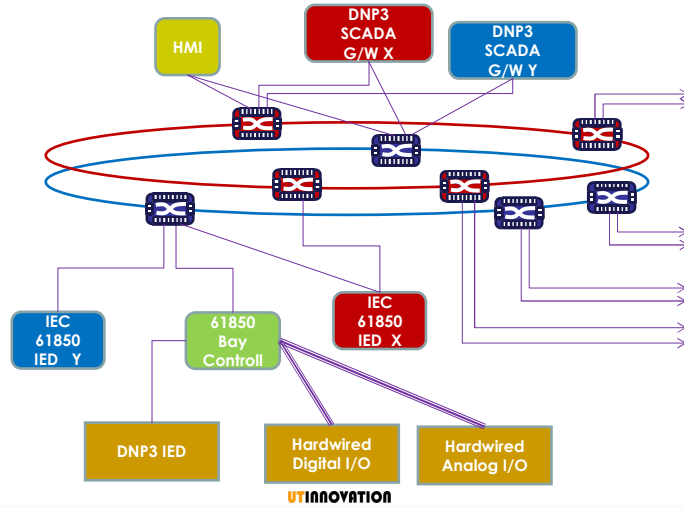 HMI
DNP3
SCADA
G/W X
DNP3
SCADA
G/W Y
IEC
61850
IED Y
61850
Bay
Controll
IEC
61850
IED X
DNP3 IED
Hardwired
Digital I/O
Hardwired
Analog I/O
UTINNOVATION